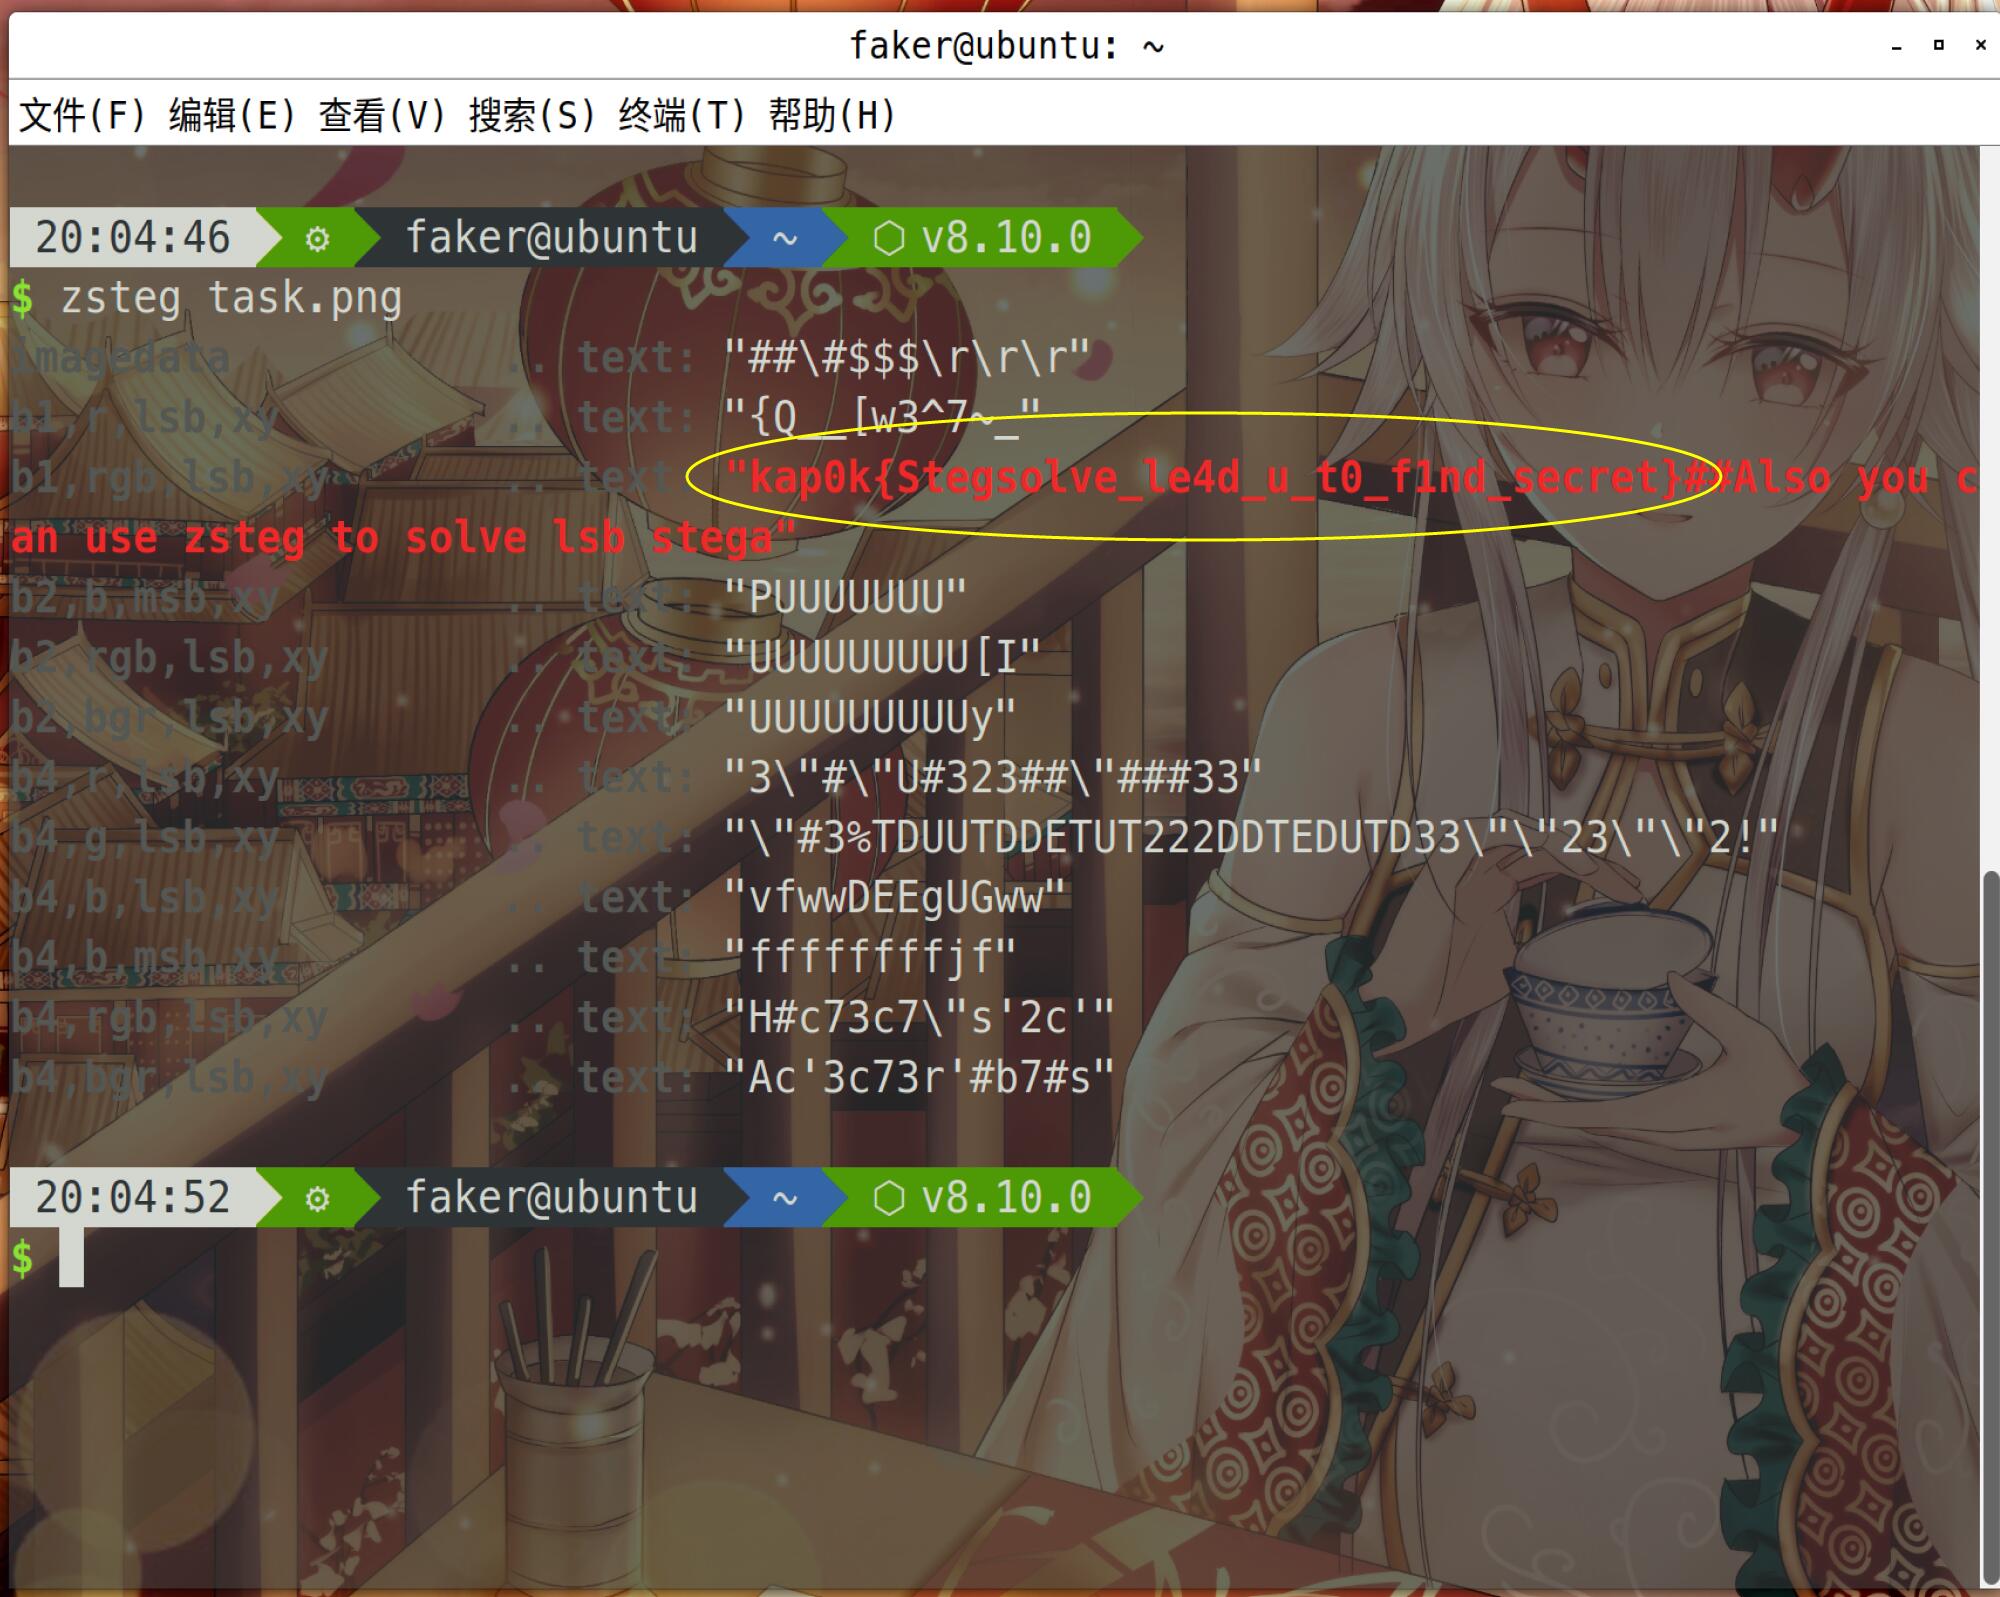 faker@ubuntu: ~
文件(F) 编辑(E) 查看(V) 搜索(S) 终端(T) 帮助(H)
20:04:46 ⚙ faker@ubuntu ~ ⬡ v8.10.0
$ zsteg task.png
imagedata .. text: "##\#$$$\r\r\r"
b1,r,lsb,xy .. text: "{Q__[w3^7~_"
b1,rgb,lsb,xy .. text: "kap0k{Stegsolve_le4d_u_t0_f1nd_secret}##Also you c
an use zsteg to solve lsb stega"
b2,b,msb,xy .. text: "PUUUUUUU"
b2,rgb,lsb,xy .. text: "UUUUUUUUU[I"
b2,bgr,lsb,xy .. text: "UUUUUUUUUy"
b4,r,lsb,xy .. text: "3\"#\"U#323##\"###33"
b4,g,lsb,xy .. text: "\"#3%TDUUTDDETUT222DDTEDUTD33\"\"23\"\"2!"
b4,b,lsb,xy .. text: "vfwwDEEgUGww"
b4,b,msb,xy .. text: "ffffffffjf"
b4,rgb,lsb,xy .. text: "H#c73c7\"s'2c'"
b4,bgr,lsb,xy .. text: "Ac'3c73r'#b7#s"
20:04:52 ⚙ faker@ubuntu ~ ⬡ v8.10.0
$